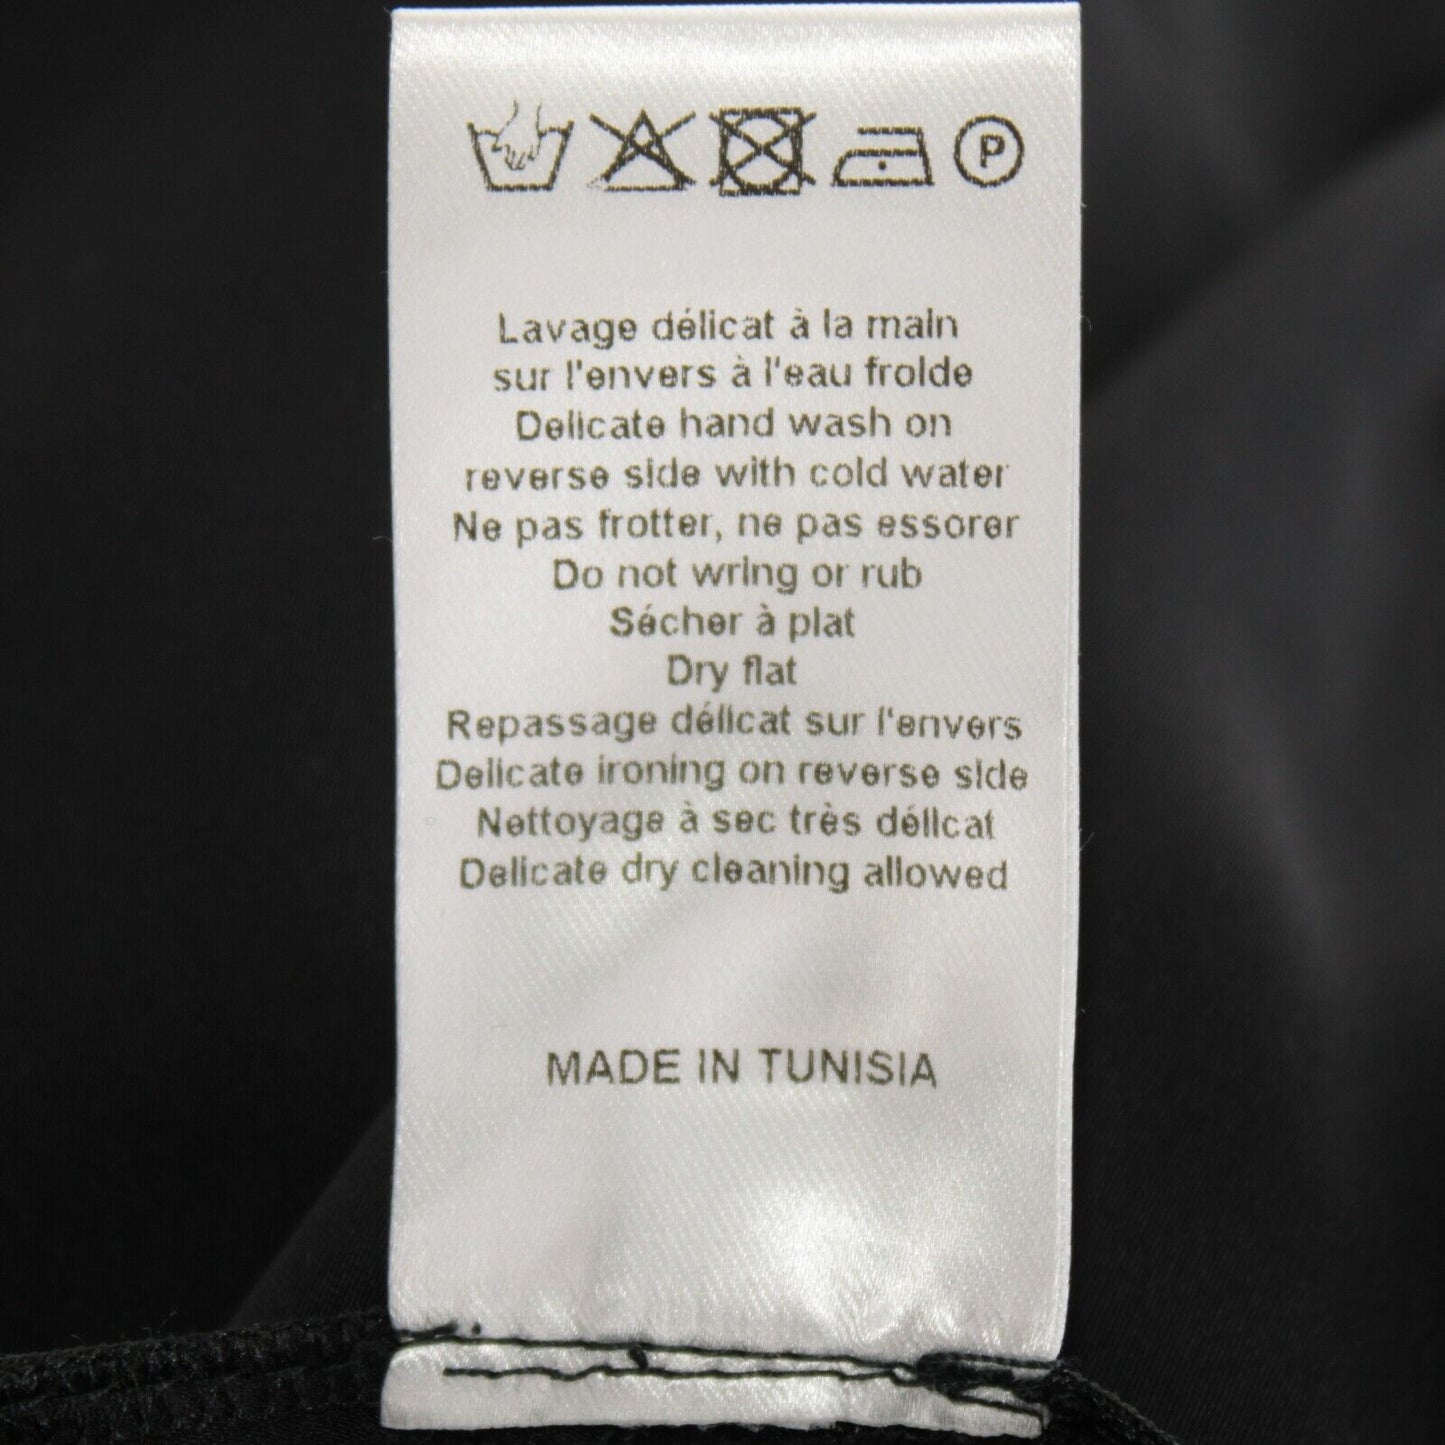 P
Lavage délicat à la main
sur l'envers à l'eau froide
Delicate hand wash on
reverse side with cold water
Ne pas frotter, ne pas essorer
Do not wring or rub
Sécher à plat
Dry flat
Repassage délicat sur l'envers
Delicate ironing on reverse side
Nettoyage à sec très délicat
Delicate dry cleaning allowed
MADE IN TUNISIA